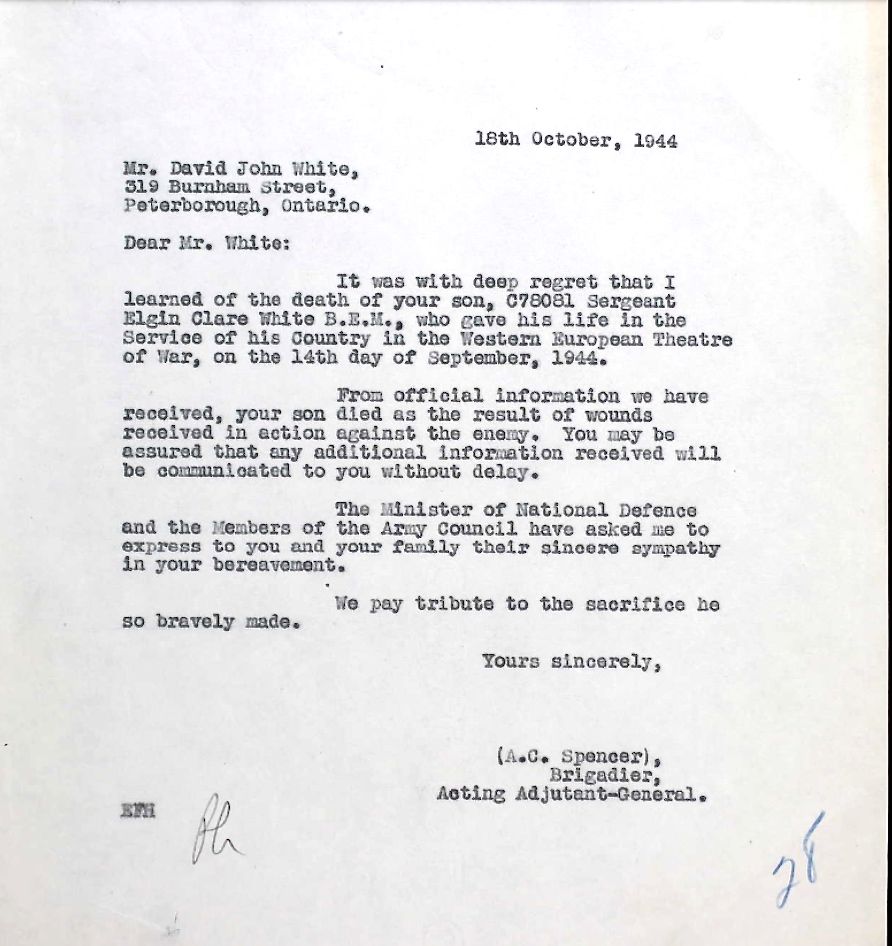 18th October, 1944
Mr. David John White,
319 Burnham Street,
Peterborough, Ontario.
Dear Mr. White:
It was with deep regret that I
learned of the death of your son, C78081 Sergeant
Elgin Clare White B.E.M., who gave his life in the
Service of his Country in the Western European Theatre
of War, on the 14th day of September, 1944.
From official information we have
received, your son died as the result of wounds
received in action against the enemy. You may be
assured that any additional information received will
be communicated to you without delay.
The Minister of National Defence
and the Members of the Army Council have asked me to
express to you and your family their sincere sympathy
in your bereavement.
We pay tribute to the sacrifice he
so bravely made.
Yours sincerely,
(A.C. Spencer),
Brigadier,
Acting Adjutant-General.
EFH
28